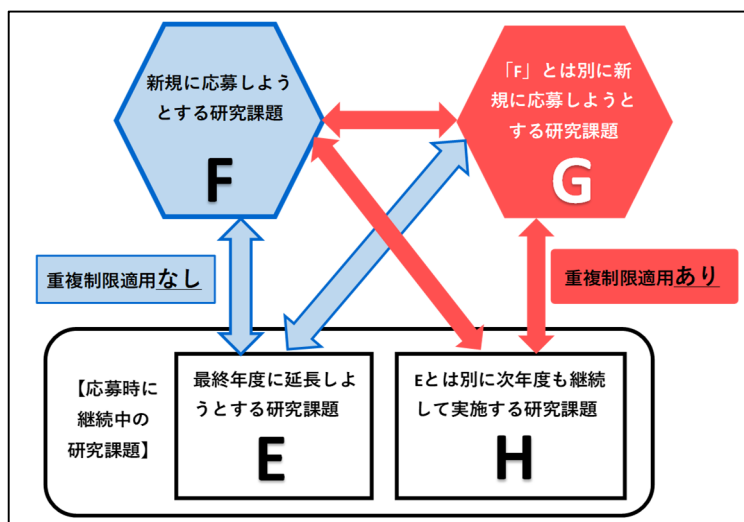 新規に応募しよう
とする研究課題
F
「F」とは別に新
規に応募しようと
する研究課題
G
重複制限適用なし
重複制限適用あり
【応募時に
継続中の
研究課題】
最終年度に延長しよ
うとする研究課題
E
Eとは別に次年度も継続
して実施する研究課題
H